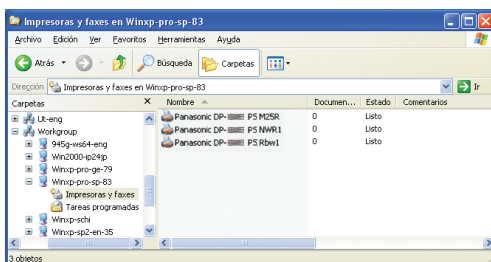 Impresoras y faxes en Winxp-pro-sp-83
Archivo Edición Ver Favoritos Herramientas Ayuda
Atrás Búsqueda Carpetas
Dirección Impresoras y faxes en Winxp-pro-sp-83 Ir
Carpetas
Ut-eng
Workgroup
945g-ws64-eng
Win2000-ip24jp
Winxp-pro-ge-79
Winxp-pro-sp-83
Impresoras y faxes
Tareas programadas
Winxp-schi
Winxp-sp2-en-35
Nombre Documen... Estado Comentarios
Panasonic DP- PS M2SR 0 Listo
Panasonic DP- PS NWR1 0 Listo
Panasonic DP- PS Rbw1 0 Listo
3 objetos